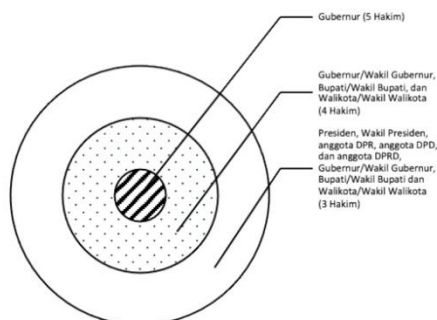 Gubernur (5 Hakim)
Gubernur/Wakil Gubernur,
Bupati/Wakil Bupati, dan
Walikota/Wakil Walikota
(4 Hakim)
Presiden, Wakil Presiden,
anggota DPR, anggota DPD,
dan anggota DPRD,
Gubernur/Wakil Gubernur,
Bupati/Wakil Bupati dan
Walikota/Wakil Walikota
(3 Hakim)